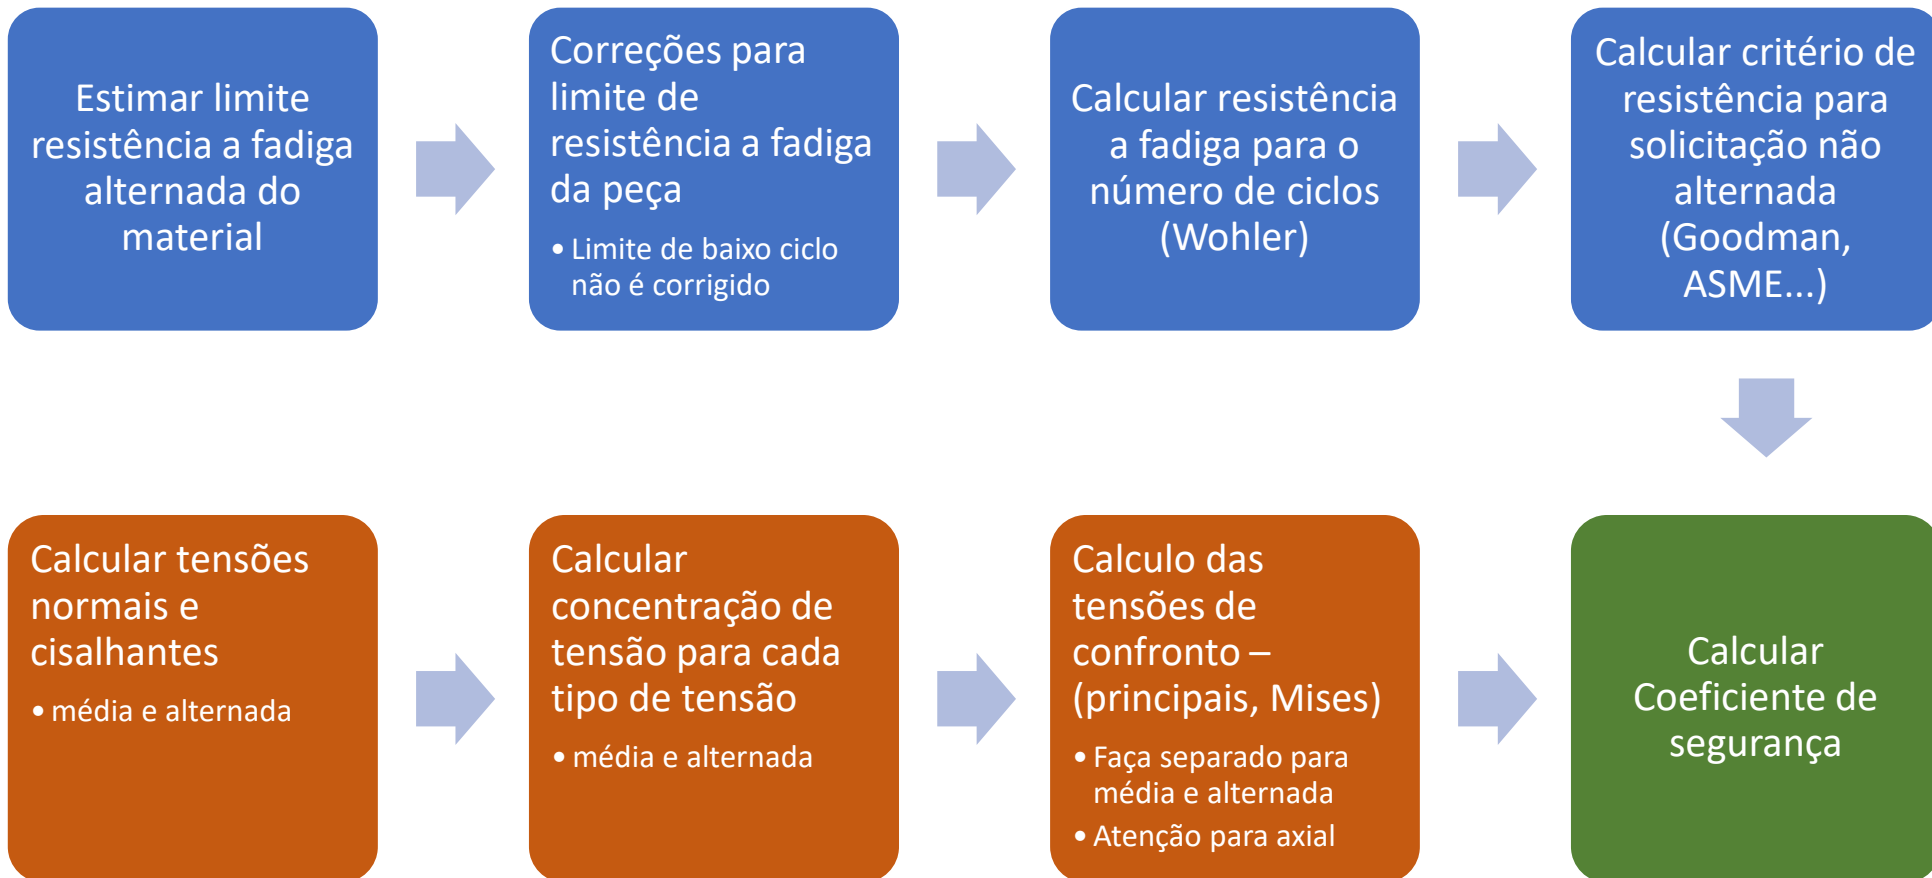 Estimar limite
resistência a fadiga
alternada do
material
Correções para
limite de
resistência a fadiga
da peça
• Limite de baixo ciclo
não é corrigido
Calcular resistência
a fadiga para o
número de ciclos
(Wohler)
Calcular critério de
resistência para
solicitação não
alternada
(Goodman,
ASME...)
Calcular tensões
normais e
cisalhantes
• média e alternada
Calcular
concentração de
tensão para cada
tipo de tensão
• média e alternada
Calculo das
tensões de
confronto –
(principais, Mises)
• Faça separado para
média e alternada
• Atenção para axial
Calcular
Coeficiente de
segurança